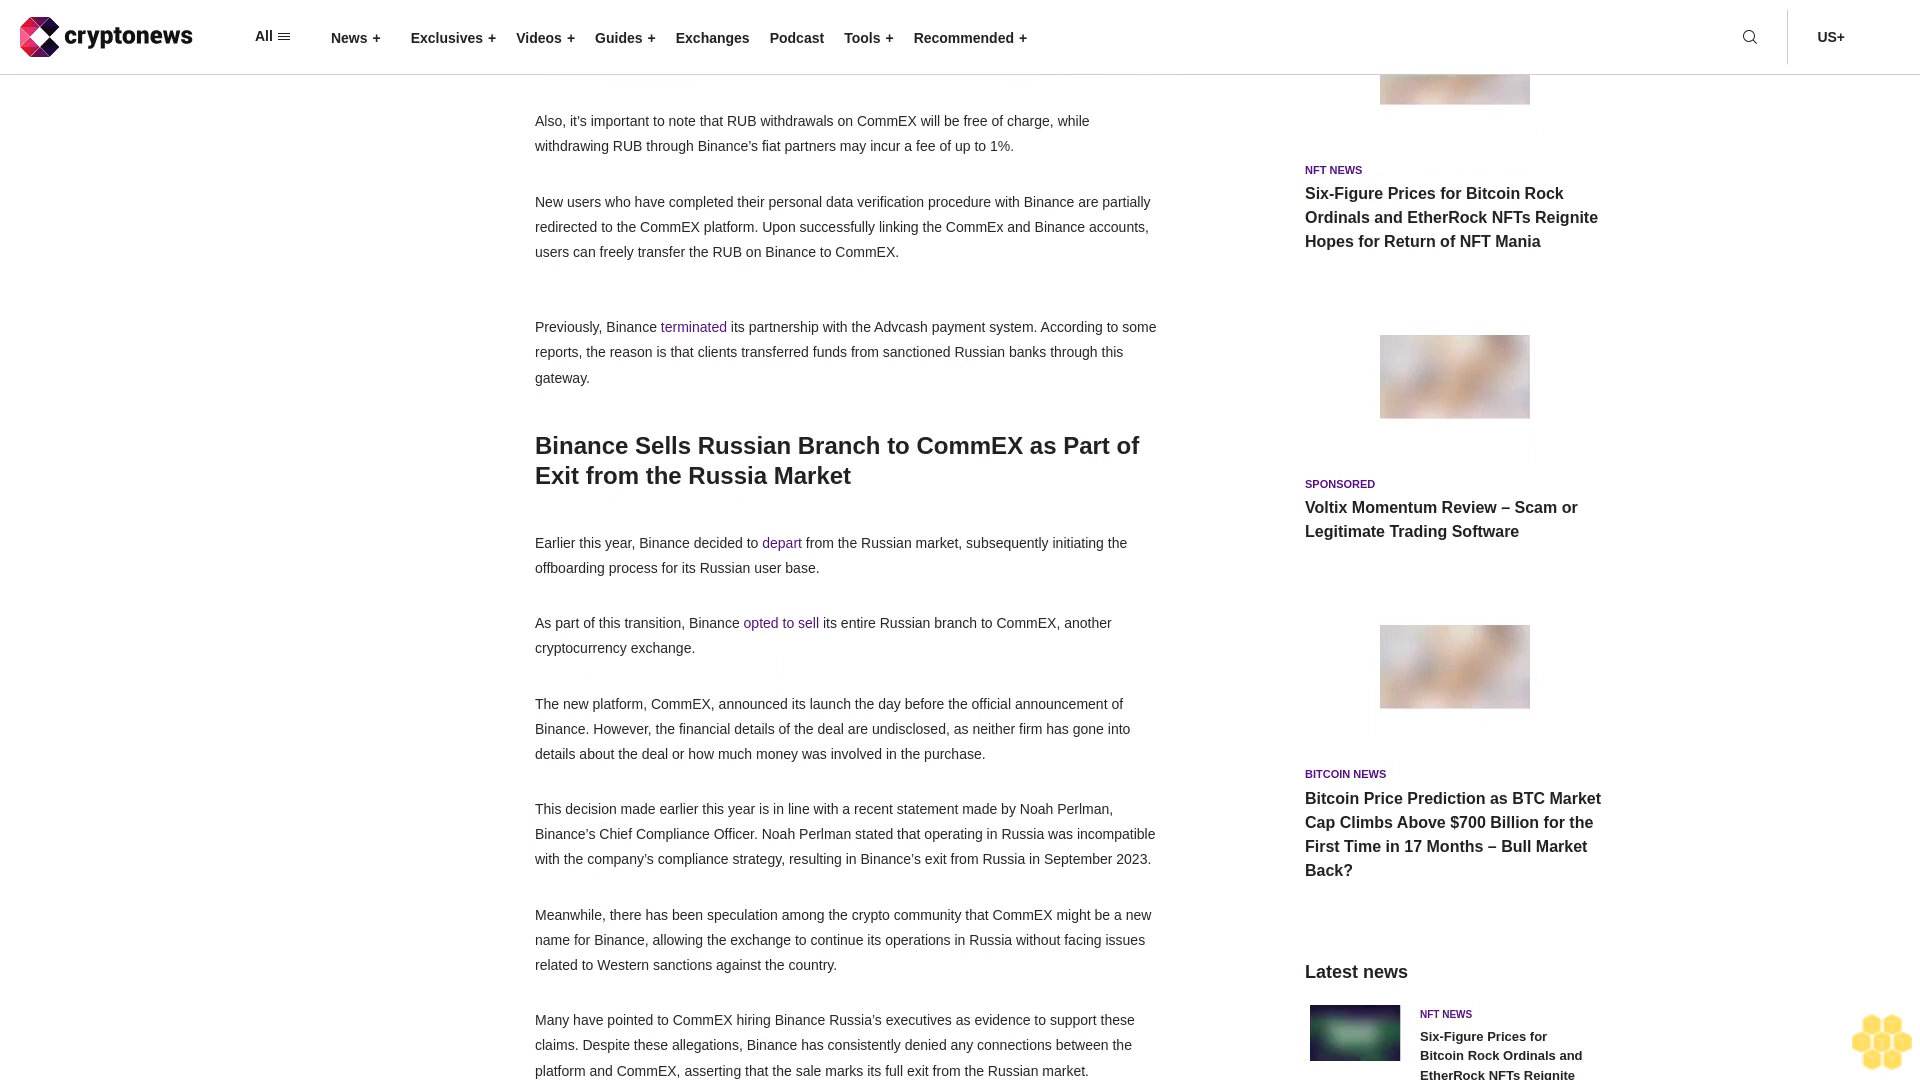 cryptonews
All
News +
Exclusives +
Videos +
Guides +
Exchanges
Podcast
Tools +
Recommended +
US+
Also, it’s important to note that RUB withdrawals on CommEX will be free of charge, while
withdrawing RUB through Binance’s fiat partners may incur a fee of up to 1%.
New users who have completed their personal data verification procedure with Binance are partially
redirected to the CommEX platform. Upon successfully linking the CommEx and Binance accounts,
users can freely transfer the RUB on Binance to CommEX.
Previously, Binance terminated its partnership with the Advcash payment system. According to some
reports, the reason is that clients transferred funds from sanctioned Russian banks through this
gateway.
Binance Sells Russian Branch to CommEX as Part of
Exit from the Russia Market
Earlier this year, Binance decided to depart from the Russian market, subsequently initiating the
offboarding process for its Russian user base.
As part of this transition, Binance opted to sell its entire Russian branch to CommEX, another
cryptocurrency exchange.
The new platform, CommEX, announced its launch the day before the official announcement of
Binance. However, the financial details of the deal are undisclosed, as neither firm has gone into
details about the deal or how much money was involved in the purchase.
This decision made earlier this year is in line with a recent statement made by Noah Perlman,
Binance’s Chief Compliance Officer. Noah Perlman stated that operating in Russia was incompatible
with the company’s compliance strategy, resulting in Binance’s exit from Russia in September 2023.
Meanwhile, there has been speculation among the crypto community that CommEX might be a new
name for Binance, allowing the exchange to continue its operations in Russia without facing issues
related to Western sanctions against the country.
Many have pointed to CommEX hiring Binance Russia’s executives as evidence to support these
claims. Despite these allegations, Binance has consistently denied any connections between the
platform and CommEX, asserting that the sale marks its full exit from the Russian market.
NFT NEWS
Six-Figure Prices for Bitcoin Rock
Ordinals and EtherRock NFTs Reignite
Hopes for Return of NFT Mania
SPONSORED
Voltix Momentum Review – Scam or
Legitimate Trading Software
BITCOIN NEWS
Bitcoin Price Prediction as BTC Market
Cap Climbs Above $700 Billion for the
First Time in 17 Months – Bull Market
Back?
Latest news
NFT NEWS
Six-Figure Prices for
Bitcoin Rock Ordinals and
EtherRock NFTs Reignite